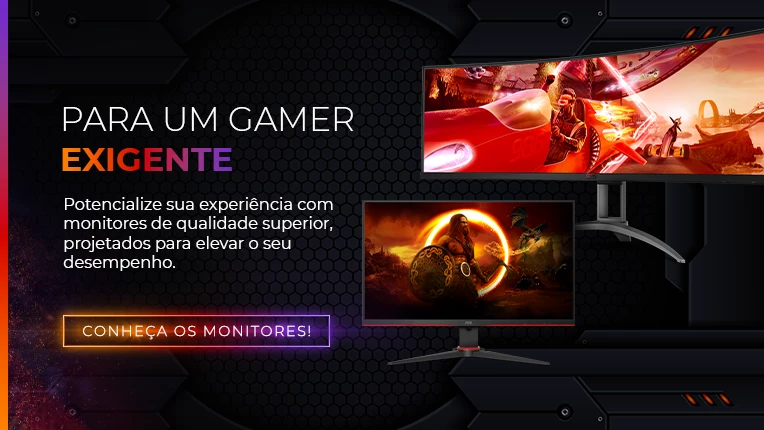 PARA UM GAMER
EXIGENTE
Potencialize sua experiência com
monitores de qualidade superior,
projetados para elevar o seu
desempenho.
CONHEÇA OS MONITORES!